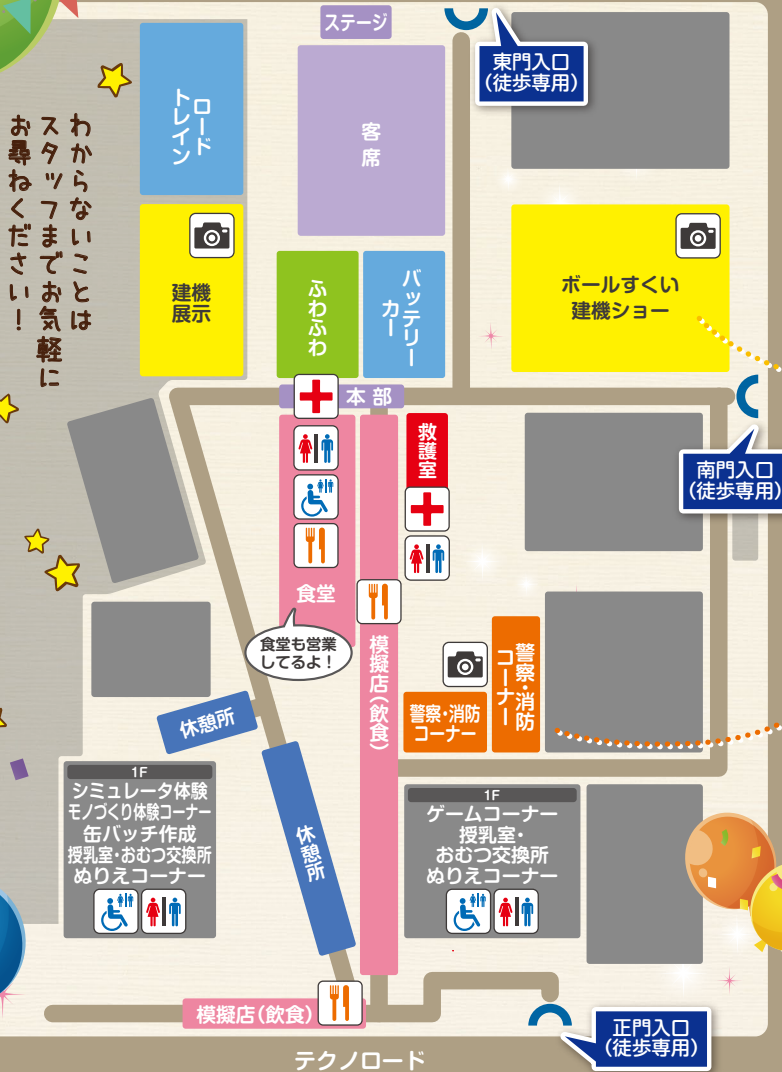 ステージ
東門入口
(徒歩専用)
ロード
トレイン
客席
わからないことは
スタッフまでお気軽に
お尋ねください!
建機
展示
ふわふわ
バッテリー
カー
ボールすくい
建機ショー
本部
救護室
南門入口
(徒歩専用)
食堂
食堂も営業
してるよ!
模擬店(飲食)
警察・消防
コーナー
警察・消防
コーナー
休憩所
休憩所
1F
シミュレータ体験
モノづくり体験コーナー
缶バッチ作成
授乳室・おむつ交換所
ぬりえコーナー
1F
ゲームコーナー
授乳室・
おむつ交換所
ぬりえコーナー
模擬店(飲食)
正門入口
(徒歩専用)
テクノロード